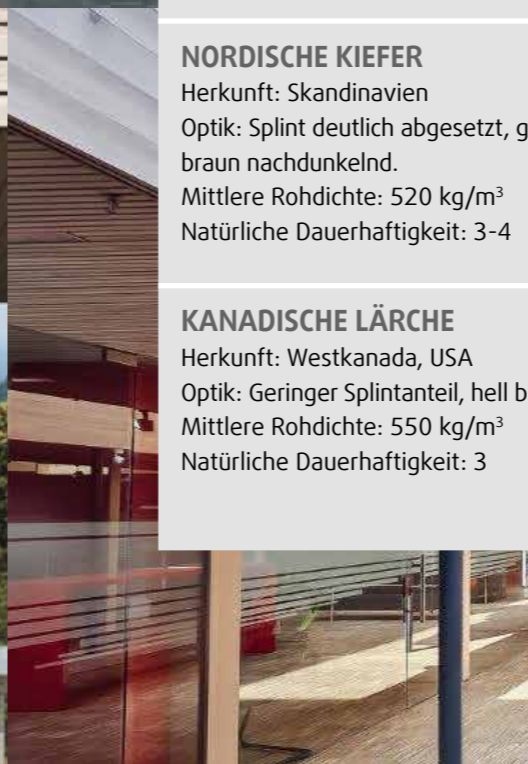 NORDISCHE KIEFER
Herkunft: Skandinavien
Optik: Splint deutlich abgesetzt,
braun nachdunkelnd.
Mittlere Rohdichte: 520 kg/m³
Natürliche Dauerhaftigkeit: 3-4
KANADISCHE LÄRCHE
Herkunft: Westkanada, USA
Optik: Geringer Splintanteil, hell
Mittlere Rohdichte: 550 kg/m³
Natürliche Dauerhaftigkeit: 3